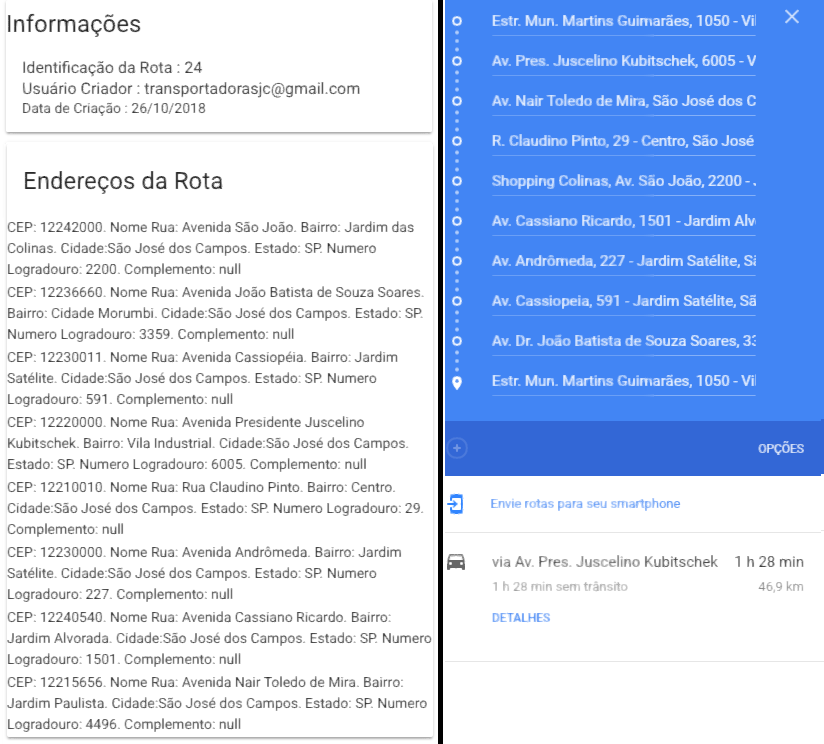 Informações
Identificação da Rota : 24
Usuário Criador : transportadorasjc@gmail.com
Data de Criação : 26/10/2018
Endereços da Rota
CEP: 12242000. Nome Rua: Avenida São João. Bairro: Jardim das
Colinas. Cidade:São José dos Campos. Estado: SP. Numero
Logradouro: 2200. Complemento: null
CEP: 12236660. Nome Rua: Avenida João Batista de Souza Soares.
Bairro: Cidade Morumbi. Cidade:São José dos Campos. Estado: SP.
Numero Logradouro: 3359. Complemento: null
CEP: 12230011. Nome Rua: Avenida Cassiopéia. Bairro: Jardim
Satélite. Cidade:São José dos Campos. Estado: SP. Numero
Logradouro: 591. Complemento: null
CEP: 12220000. Nome Rua: Avenida Presidente Juscelino
Kubitschek. Bairro: Vila Industrial. Cidade:São José dos Campos.
Estado: SP. Numero Logradouro: 6005. Complemento: null
CEP: 12210010. Nome Rua: Rua Claudino Pinto. Bairro: Centro.
Cidade:São José dos Campos. Estado: SP. Numero Logradouro: 29.
Complemento: null
CEP: 12230000. Nome Rua: Avenida Andrômeda. Bairro: Jardim
Satélite. Cidade:São José dos Campos. Estado: SP. Numero
Logradouro: 227. Complemento: null
CEP: 12240540. Nome Rua: Avenida Cassiano Ricardo. Bairro:
Jardim Alvorada. Cidade:São José dos Campos. Estado: SP. Numero
Logradouro: 1501. Complemento: null
CEP: 12215656. Nome Rua: Avenida Nair Toledo de Mira. Bairro:
Jardim Paulista. Cidade:São José dos Campos. Estado: SP. Numero
Logradouro: 4496. Complemento: null
Estr. Mun. Martins Guimarães, 1050 - Vil
Av. Pres. Juscelino Kubitschek, 6005 - V
Av. Nair Toledo de Mira, São José dos C
R. Claudino Pinto, 29 - Centro, São José
Shopping Colinas, Av. São João, 2200 -
Av. Cassiano Ricardo, 1501 - Jardim Alv
Av. Andrômeda, 227 - Jardim Satélite, Sã
Av. Cassiopeia, 591 - Jardim Satélite, Sã
Av. Dr. João Batista de Souza Soares, 33
Estr. Mun. Martins Guimarães, 1050 - Vil
OPÇÕES
Envie rotas para seu smartphone
via Av. Pres. Juscelino Kubitschek 1 h 28 min
1 h 28 min sem trânsito 46,9 km
DETALHES